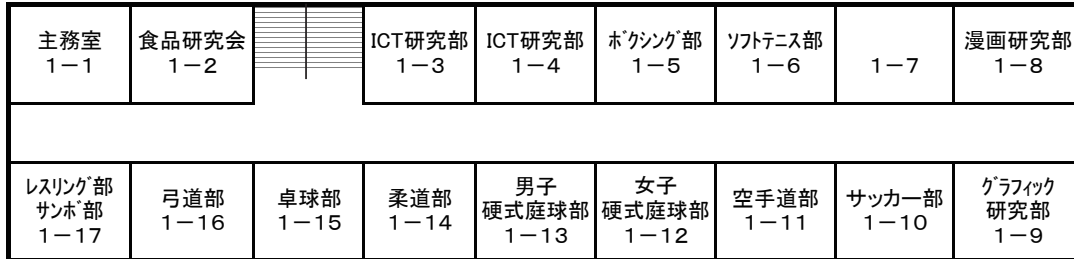 主務室
1－1
食品研究会
1－2
ICT研究部
1－3
ICT研究部
1－4
ﾎﾞｸｼﾝｸﾞ部
1－5
ｿﾌﾄﾃﾆｽ部
1－6
1－7
漫画研究部
1－8
ﾚｽﾘﾝｸﾞ部
ｻﾝﾎﾞ部
1－17
弓道部
1－16
卓球部
1－15
柔道部
1－14
男子
硬式庭球部
1－13
女子
硬式庭球部
1－12
空手道部
1－11
サッカー部
1－10
ｸﾞﾗﾌｨｯｸ
研究部
1－9